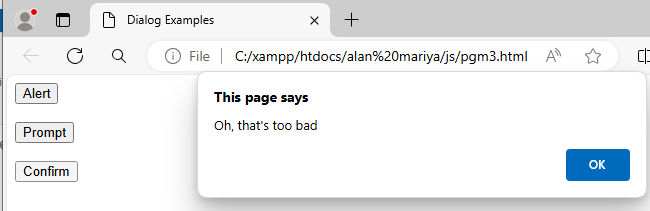 Dialog Examples
File C:/xampp/htdocs/alan%20mariya/js/pgm3.html
Alert
This page says
Oh, that's too bad
Prompt
OK
Confirm